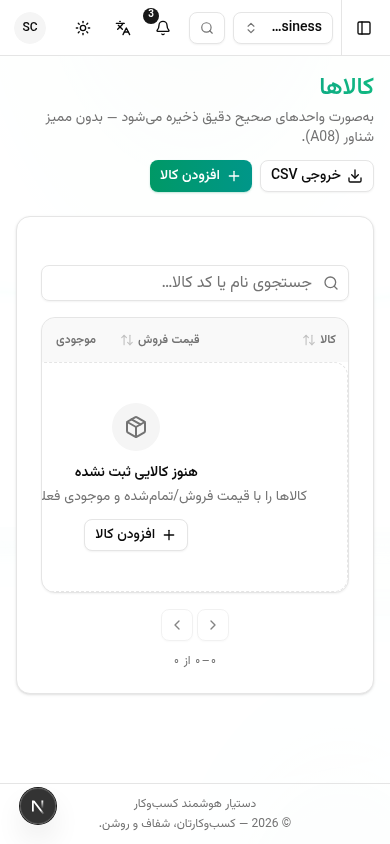 ...siness
3
SC
کالاها
به‌صورت واحدهای صحیح دقیق ذخیره می‌شود — بدون ممیز
شناور (A08).
خروجی CSV
افزودن کالا
جستجوی نام یا کد کالا...
کالا
قیمت فروش
موجودی
هنوز کالایی ثبت نشده
کالاها را با قیمت فروش/تمام‌شده و موجودی فعل
افزودن کالا
۰–۰ از ۰
دستیار هوشمند کسب‌وکار
© 2026 — کسب‌وکارتان، شفاف و روشن.
N